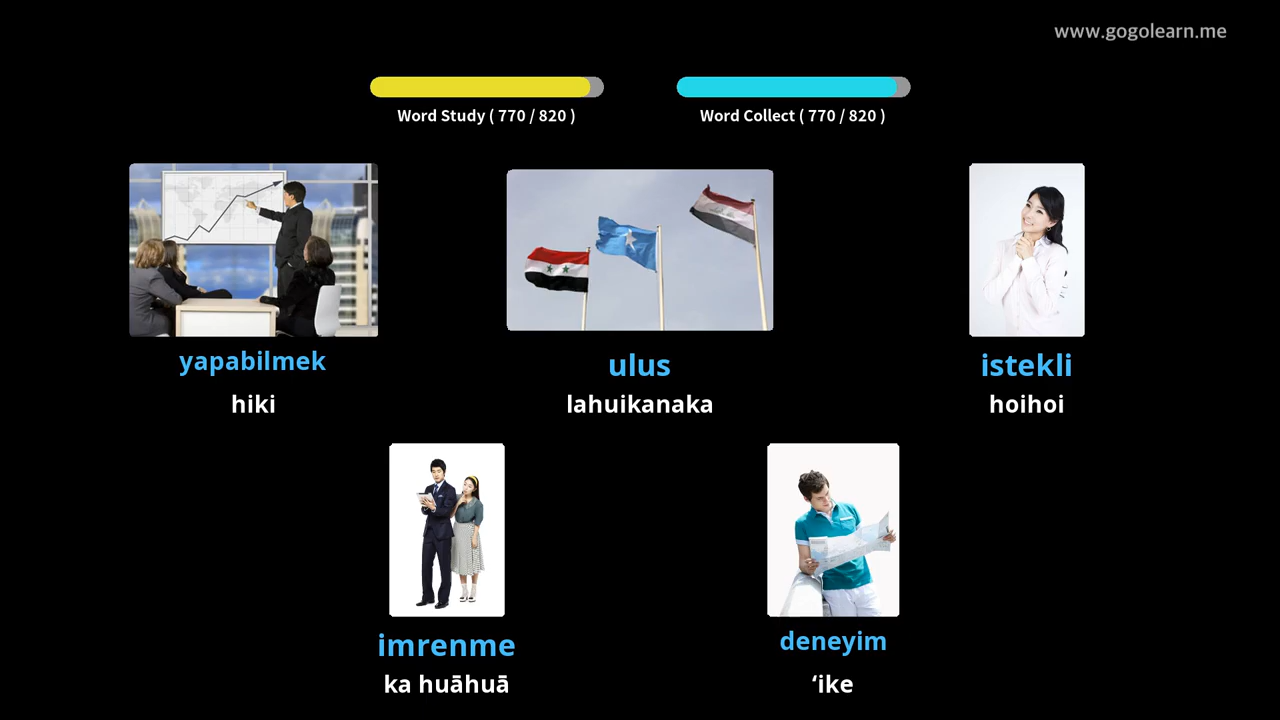 www.gogolearn.me
Word Study ( 770 / 820 )
Word Collect ( 770 / 820 )
yapabilmek
hiki
ulus
lahuikanaka
istekli
hoihoi
imrenme
ka huāhuā
deneyim
‘ike